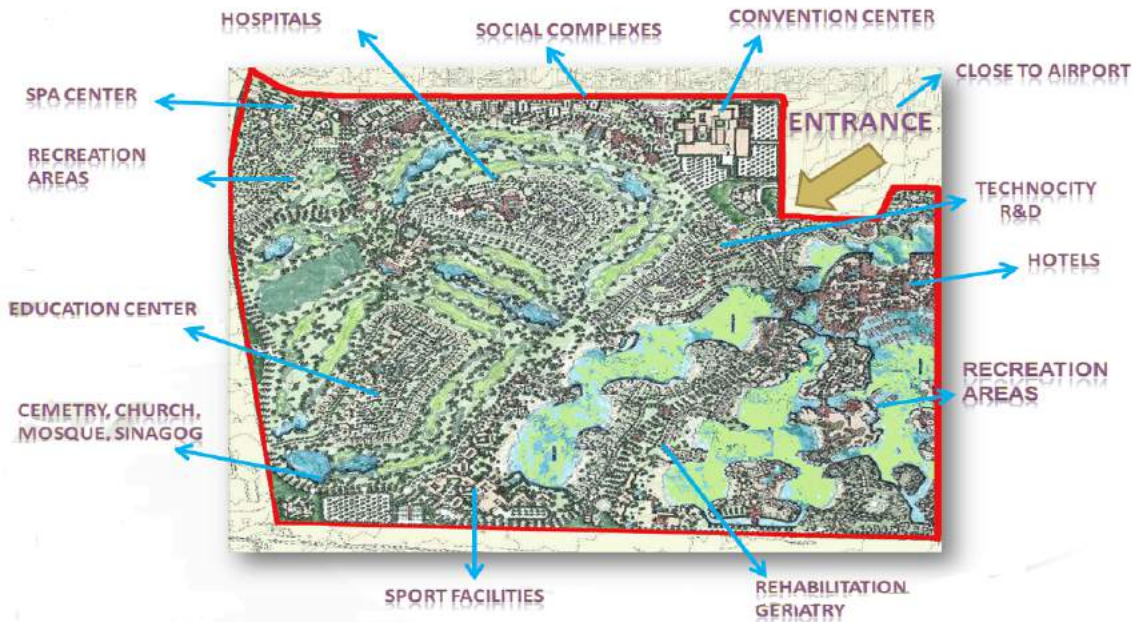 HOSPITALS
SOCIAL COMPLEXES
CONVENTION CENTER
CLOSE TO AIRPORT
SPA CENTER
ENTRANCE
RECREATION
AREAS
TECHNOCITY
R&D
HOTELS
EDUCATION CENTER
RECREATION
AREAS
CEMETRY, CHURCH,
MOSQUE, SINAGOG
SPORT FACILITIES
REHABILITATION
GERIATRY